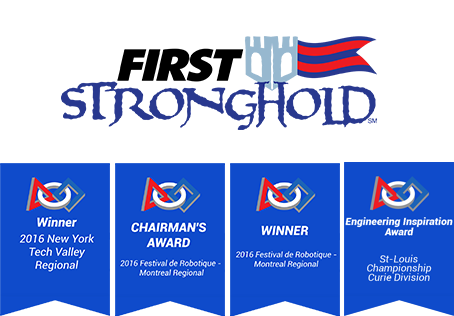 FIRST
STRONGHOLD
SM
Winner
2016 New York
Tech Valley
Regional
CHAIRMAN'S
AWARD
2016 Festival de Robotique -
Montreal Regional
WINNER
2016 Festival de Robotique -
Montreal Regional
Engineering Inspiration
Award
St-Louis
Championship
Curie Division